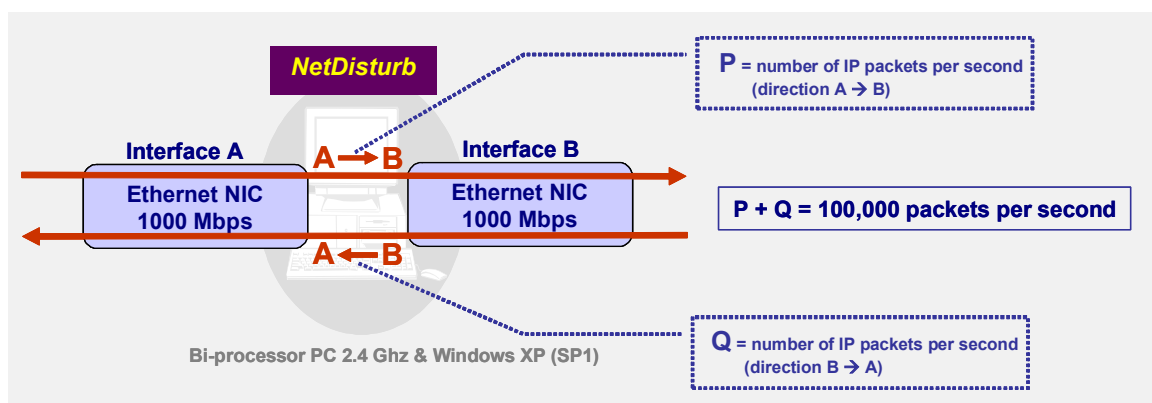 NetDisturb
P = number of IP packets per second
(direction A → B)
Interface A
A → B
Interface B
Ethernet NIC
1000 Mbps
Ethernet NIC
1000 Mbps
P + Q = 100,000 packets per second
A ← B
Q = number of IP packets per second
(direction B → A)
Bi-processor PC 2.4 Ghz & Windows XP (SP1)